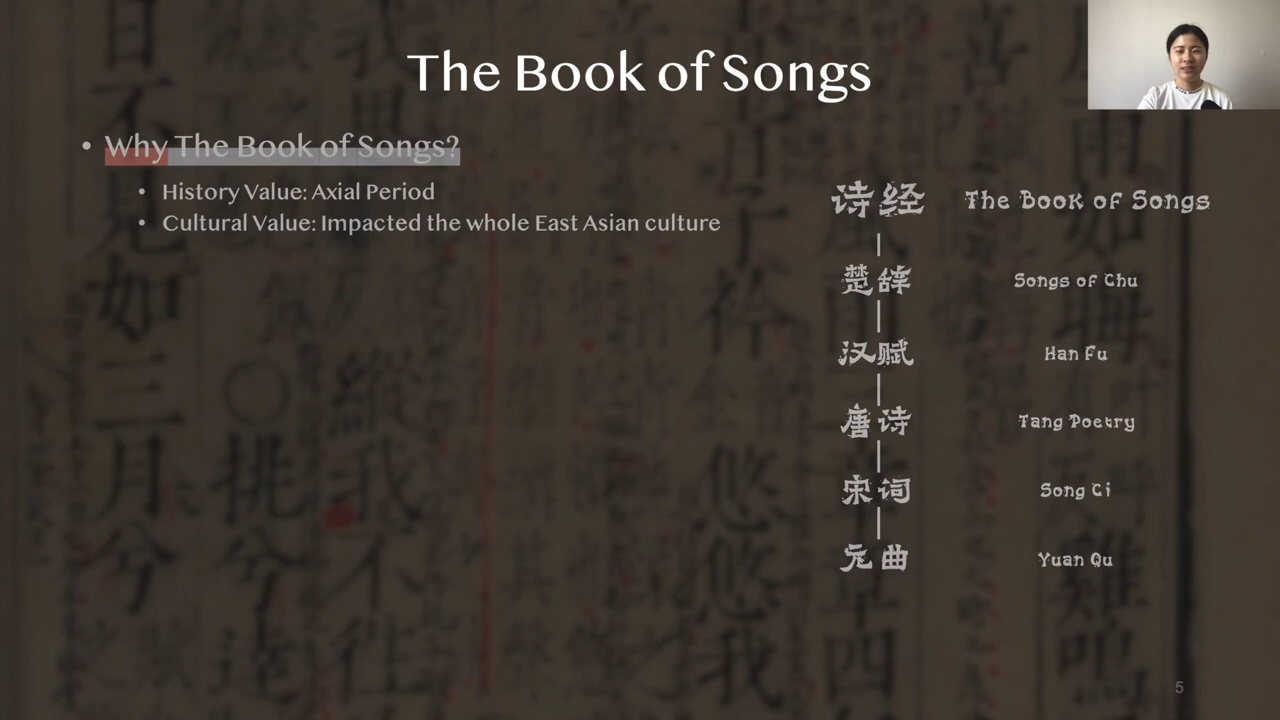 The Book of Songs
• Why The Book of Songs?
• History Value: Axial Period
• Cultural Value: Impacted the whole East Asian culture
诗经 The Book of Songs
楚辞 Songs of Chu
汉赋 Han Fu
唐诗 Tang Poetry
宋词 Song Ci
元曲 Yuan Qu
5